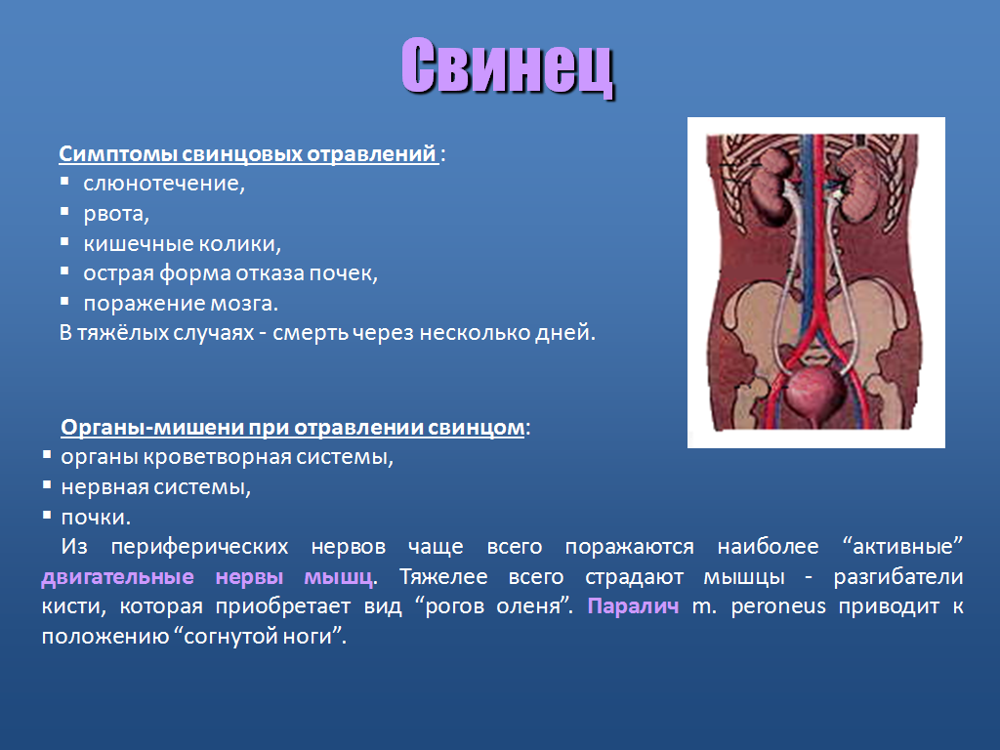 Свинец
Симптомы свинцовых отравлений :
▪ слюнотечение,
▪ рвота,
▪ кишечные колики,
▪ острая форма отказа почек,
▪ поражение мозга.
В тяжёлых случаях - смерть через несколько дней.
Органы-мишени при отравлении свинцом:
▪ органы кроветворная системы,
▪ нервная системы,
▪ почки.
Из периферических нервов чаще всего поражаются наиболее “активные”
двигательные нервы мышц. Тяжелее всего страдают мышцы - разгибатели
кисти, которая приобретает вид “рогов оленя”. Паралич m. peroneus приводит к
положению “согнутой ноги”.